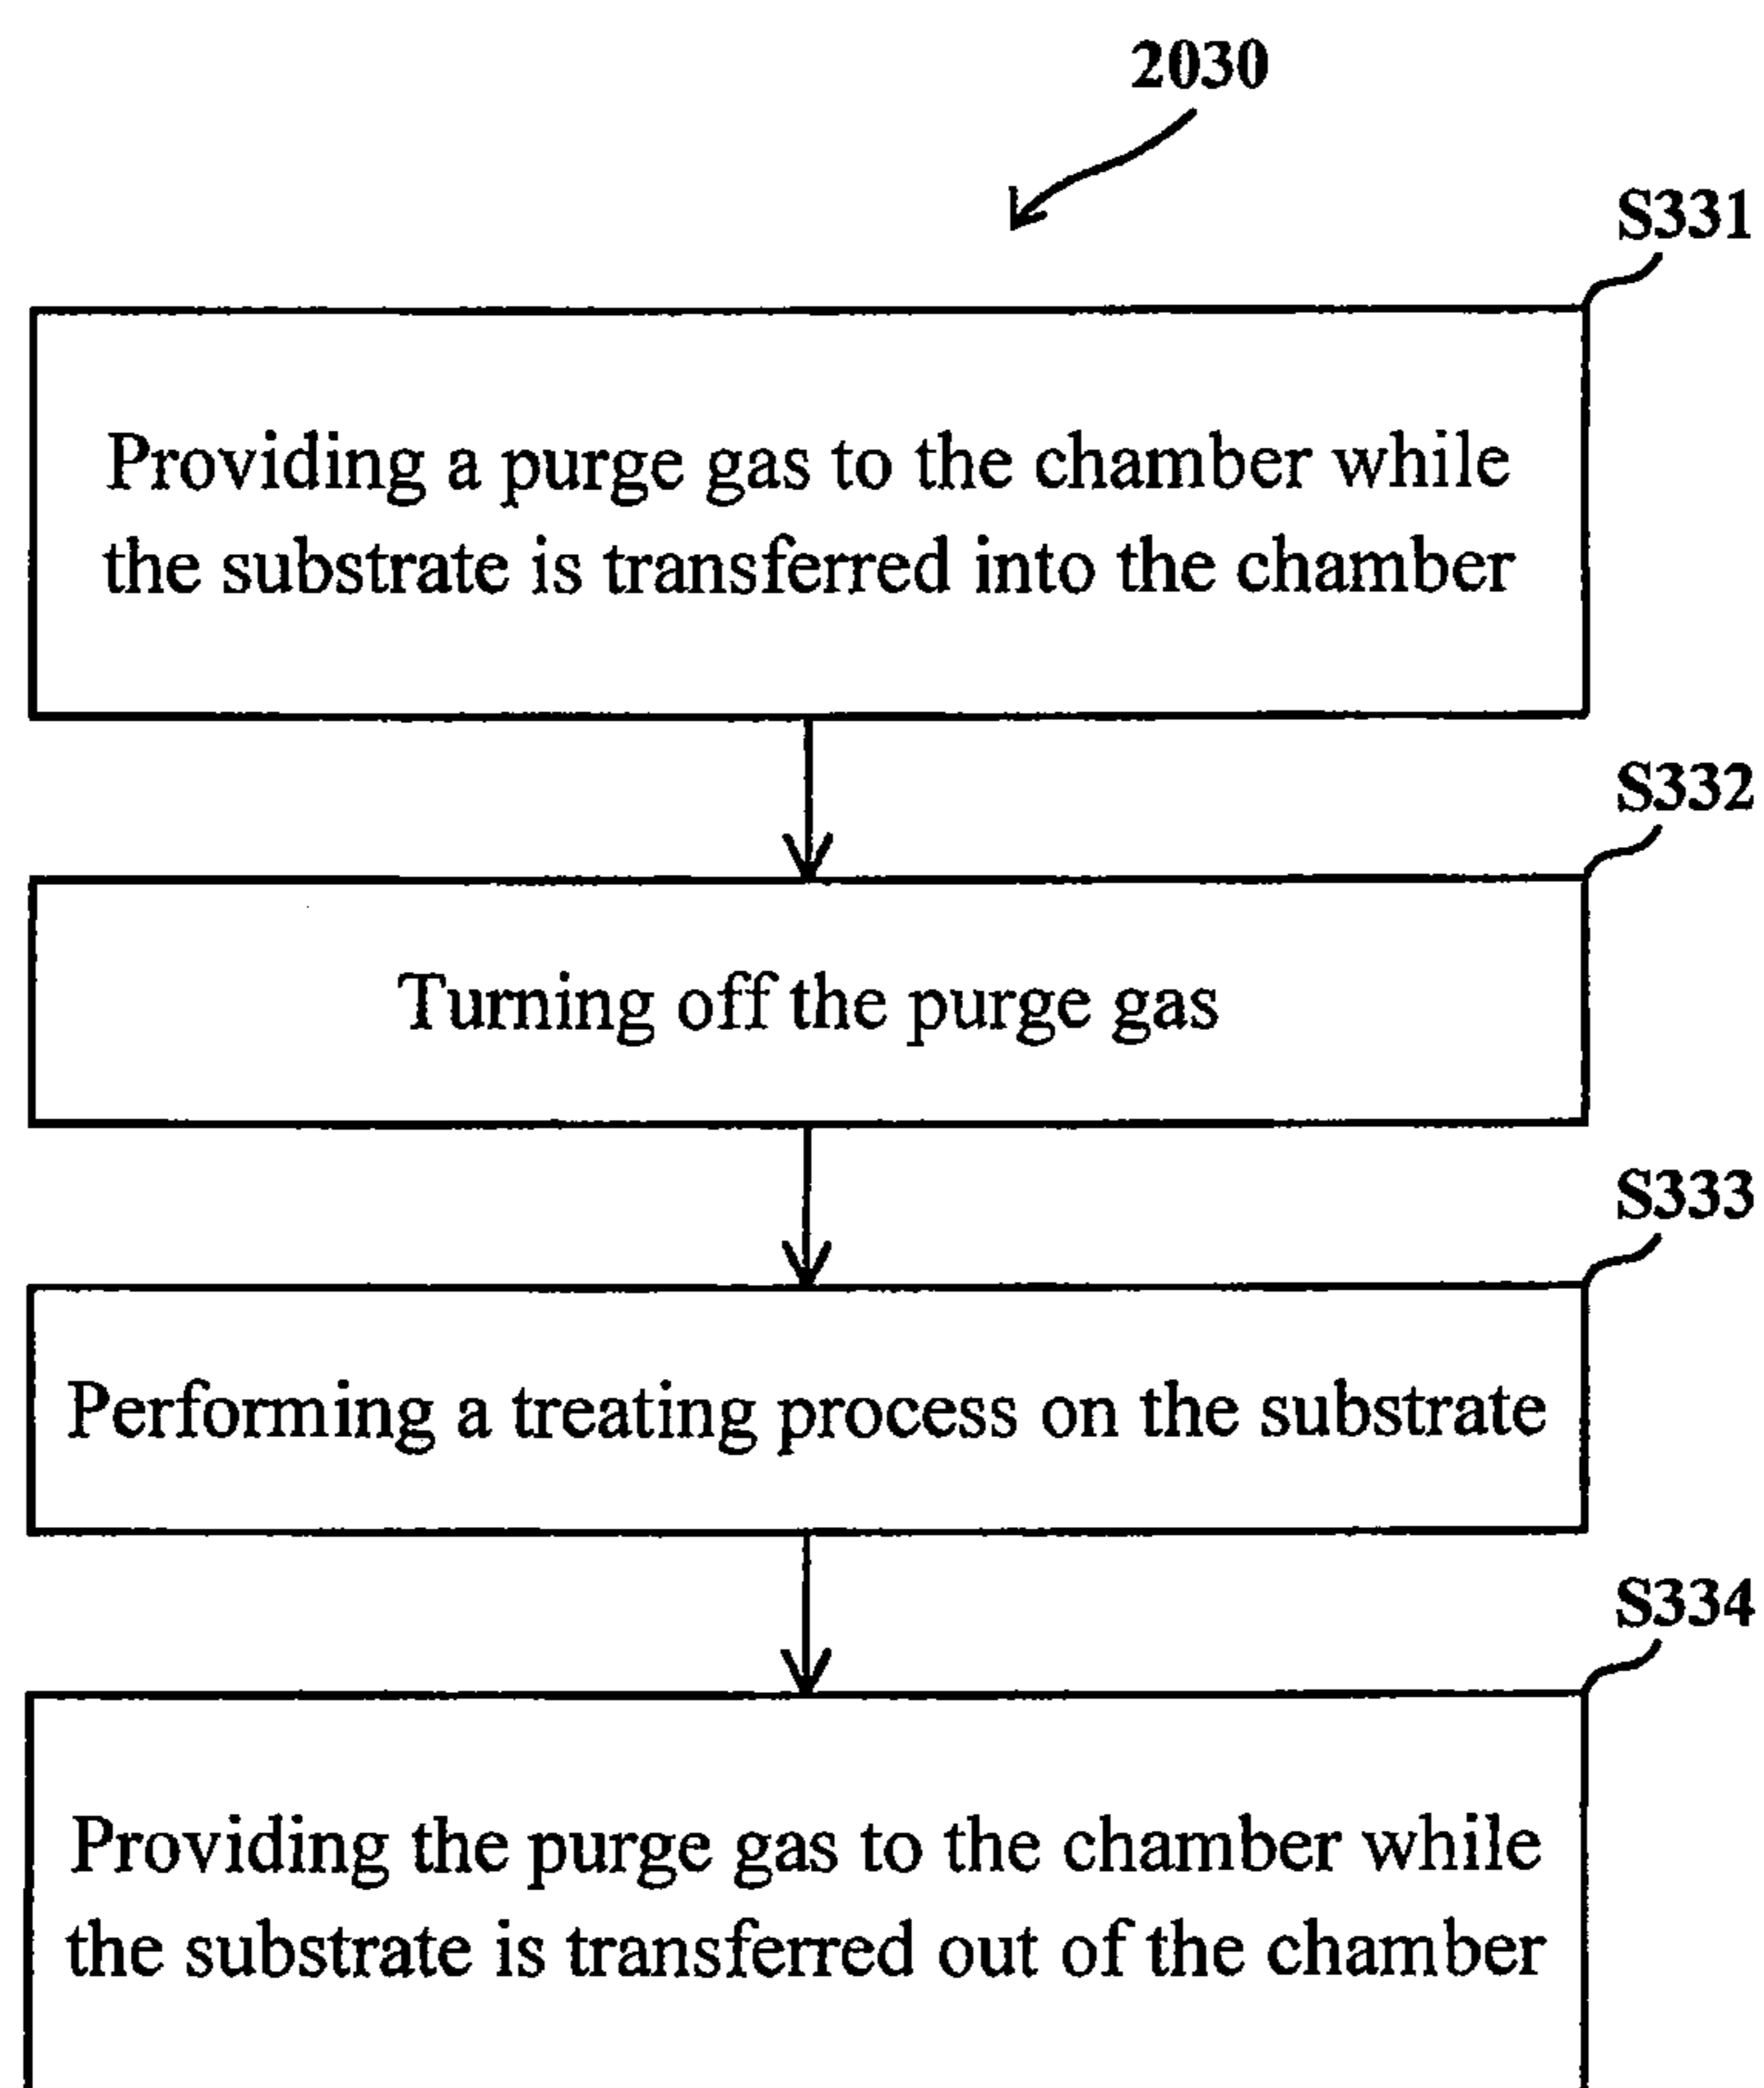 2030
S331
Providing a purge gas to the chamber while
the substrate is transferred into the chamber
S332
Turning off the purge gas
S333
Performing a treating process on the substrate
S334
Providing the purge gas to the chamber while
the substrate is transferred out of the chamber